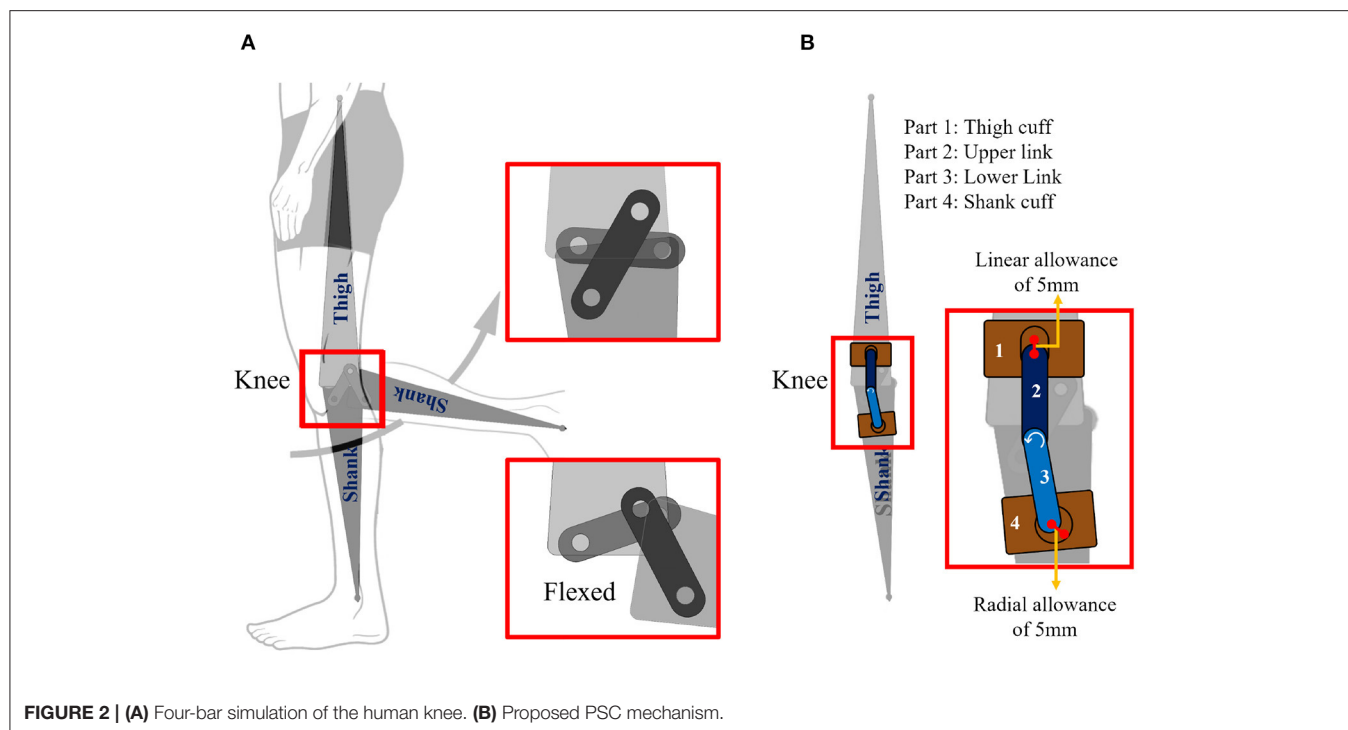 A
Thigh
Knee
Shank
Shank
Flexed
B
Part 1: Thigh cuff
Part 2: Upper link
Part 3: Lower Link
Part 4: Shank cuff
Thigh
Knee
SShank
Linear allowance
of 5mm
1
2
3
4
Radial allowance
of 5mm
FIGURE 2 | (A) Four-bar simulation of the human knee. (B) Proposed PSC mechanism.